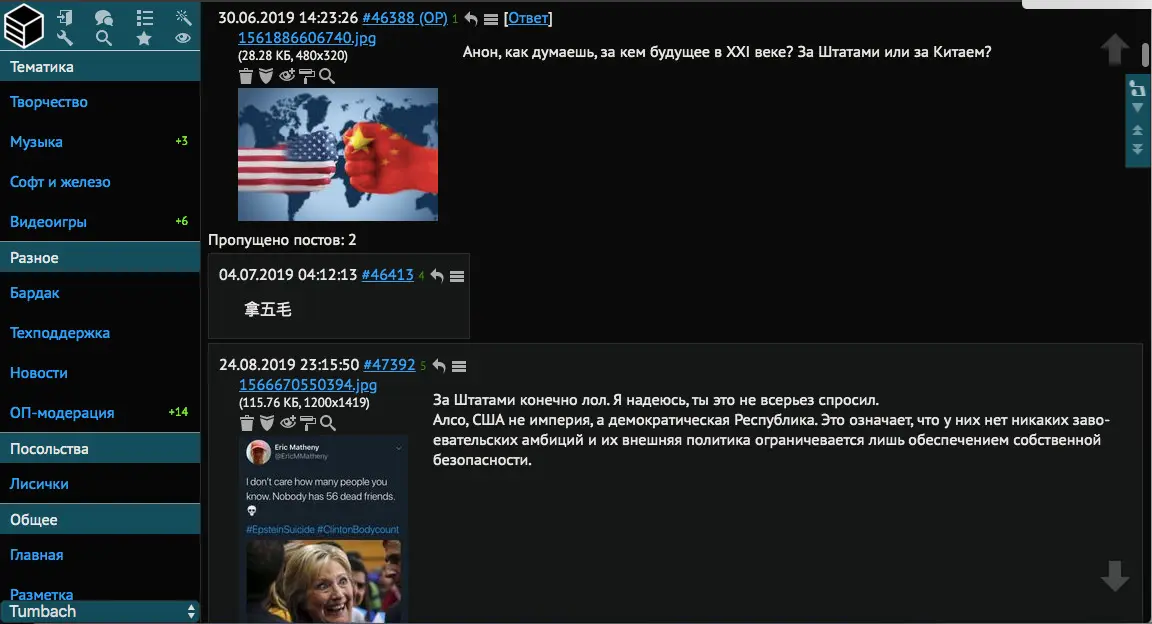 Тематика
Творчество
Музыка +3
Софт и железо
Видеоигры +6
Разное
Бардак
Техподдержка
Новости
ОП-модерация +14
Посольства
Лисички
Общее
Главная
Разметка
Tumbach
30.06.2019 14:23:26 #46388 (OP) 1 [Ответ]
1561886606740.jpg
(28.28 КБ, 480x320)
Анон, как думаешь, за кем будущее в XXI веке? За Штатами или за Китаем?
Пропущено постов: 2
04.07.2019 04:12:13 #46413 4
拿五毛
24.08.2019 23:15:50 #47392 5
1566670550394.jpg
(115.76 КБ, 1200x1419)
За Штатами конечно лол. Я надеюсь, ты это не всерьез спросил.
Алсо, США не империя, а демократическая Республика. Это означает, что у них нет никаких заво-
евательских амбиций и их внешняя политика ограничевается лишь обеспечением собственной
безопасности.
Eric Matheny
@EricMMatheny
I don't care how many people you
know. Nobody has 56 dead friends.
#EpsteinSuicide #ClintonBodycount